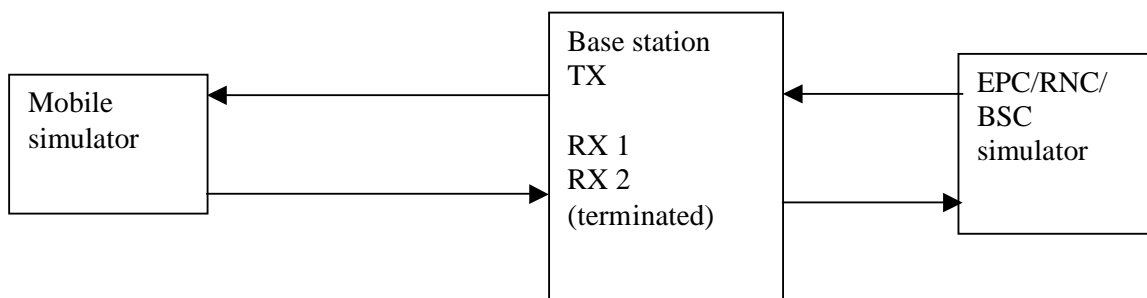 Mobile
simulator
Base station
TX
RX 1
RX 2
(terminated)
EPC/RNC/
BSC
simulator